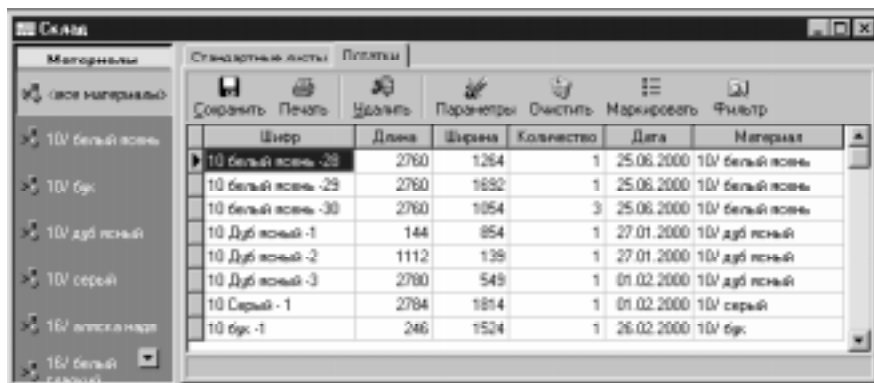 Склад
Материалы
<все материалы>
10/ белый ясень
10/ бук
10/ дуб ясный
10/ серый
16/ аляска надя
16/ белый
Стандартные листы Остатки
Сохранить Печать Удалить Параметры Очистить Маркировать Фильтр
Шифр Длина Ширина Количество Дата Материал
10 белый ясень -28 2760 1264 1 25.06.2000 10/ белый ясень
10 белый ясень -29 2760 1692 1 25.06.2000 10/ белый ясень
10 белый ясень -30 2760 1054 3 25.06.2000 10/ белый ясень
10 Дуб ясный -1 144 854 1 27.01.2000 10/ дуб ясный
10 Дуб ясный -2 1112 139 1 27.01.2000 10/ дуб ясный
10 Дуб ясный -3 2780 549 1 01.02.2000 10/ дуб ясный
10 Серый - 1 2784 1814 1 01.02.2000 10/ серый
10 бук -1 246 1524 1 26.02.2000 10/ бук